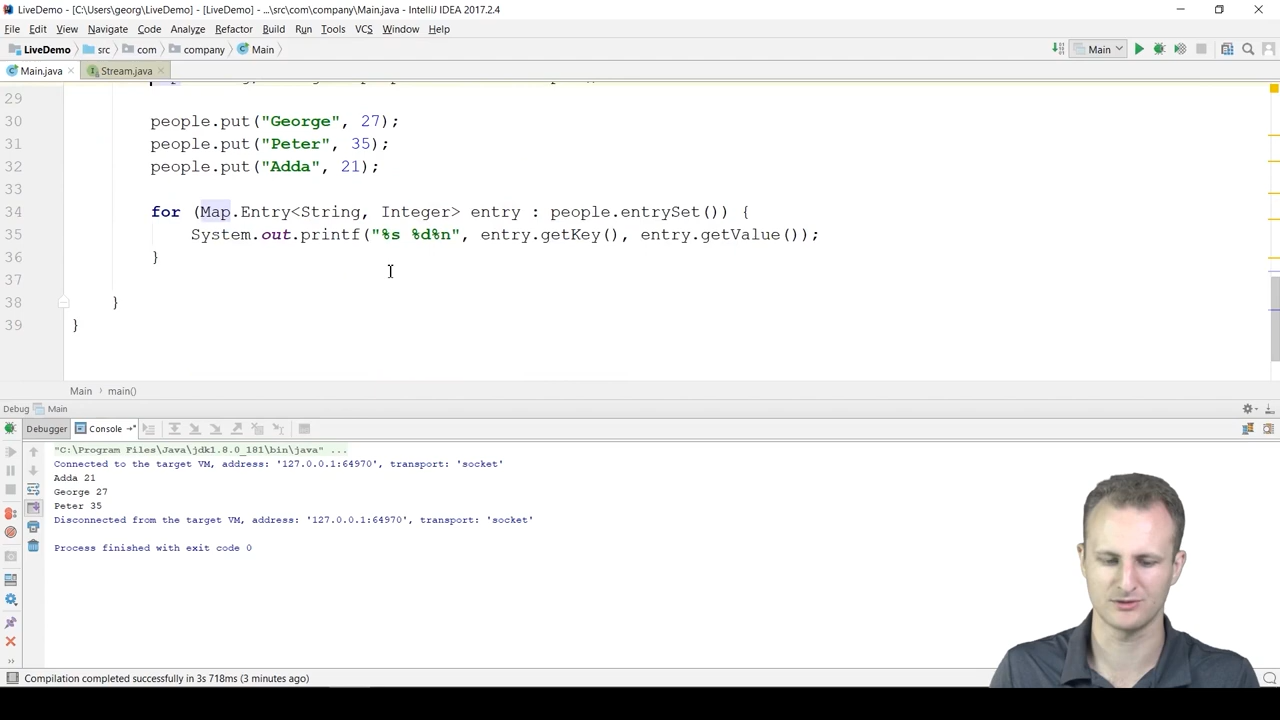 LiveDemo - [C:\Users\georg\LiveDemo] - [LiveDemo] - ...\src\com\company\Main.java - IntelliJ IDEA 2017.2.4
File Edit View Navigate Code Analyze Refactor Build Run Tools VCS Window Help
LiveDemo src com company Main Main
Main.java Stream.java
29
30 people.put("George", 27);
31 people.put("Peter", 35);
32 people.put("Adda", 21);
33
34 for (Map.Entry<String, Integer> entry : people.entrySet()) {
35 System.out.printf("%s %d%n", entry.getKey(), entry.getValue());
36 }
37
38 }
39 }
Main main()
Debug Main
Debugger Console
"C:\Program Files\Java\jdk1.8.0_181\bin\java" ...
Connected to the target VM, address: '127.0.0.1:64970', transport: 'socket'
Adda 21
George 27
Peter 35
Disconnected from the target VM, address: '127.0.0.1:64970', transport: 'socket'
Process finished with exit code 0
Compilation completed successfully in 3s 718ms (3 minutes ago)